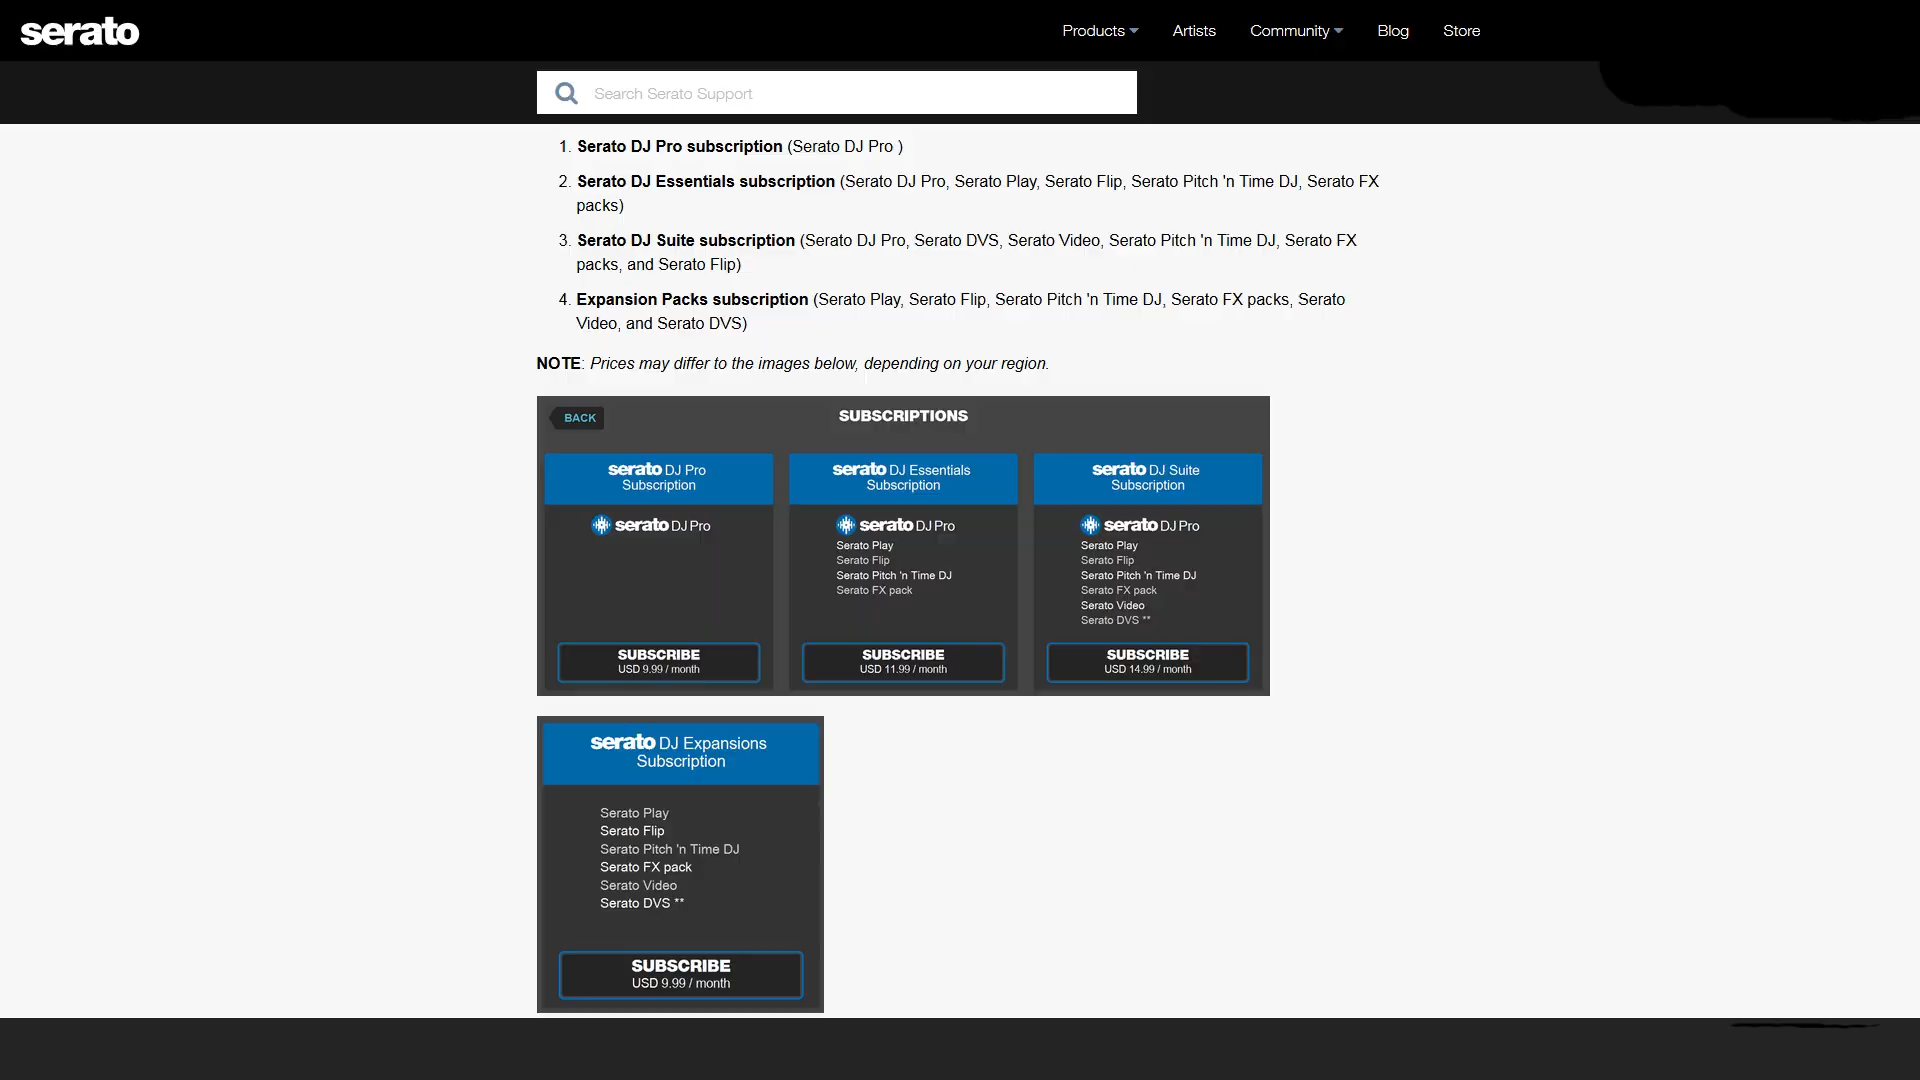 serato
Products Artists Community Blog Store
Search Serato Support
1. Serato DJ Pro subscription (Serato DJ Pro )
2. Serato DJ Essentials subscription (Serato DJ Pro, Serato Play, Serato Flip, Serato Pitch 'n Time DJ, Serato FX
packs)
3. Serato DJ Suite subscription (Serato DJ Pro, Serato DVS, Serato Video, Serato Pitch 'n Time DJ, Serato FX
packs, and Serato Flip)
4. Expansion Packs subscription (Serato Play, Serato Flip, Serato Pitch 'n Time DJ, Serato FX packs, Serato
Video, and Serato DVS)
NOTE: Prices may differ to the images below, depending on your region.
BACK
SUBSCRIPTIONS
serato DJ Pro
Subscription
serato DJ Pro
SUBSCRIBE
USD 9.99 / month
serato DJ Essentials
Subscription
serato DJ Pro
Serato Play
Serato Flip
Serato Pitch 'n Time DJ
Serato FX pack
SUBSCRIBE
USD 11.99 / month
serato DJ Suite
Subscription
serato DJ Pro
Serato Play
Serato Flip
Serato Pitch 'n Time DJ
Serato FX pack
Serato Video
Serato DVS **
SUBSCRIBE
USD 14.99 / month
serato DJ Expansions
Subscription
Serato Play
Serato Flip
Serato Pitch 'n Time DJ
Serato FX pack
Serato Video
Serato DVS **
SUBSCRIBE
USD 9.99 / month